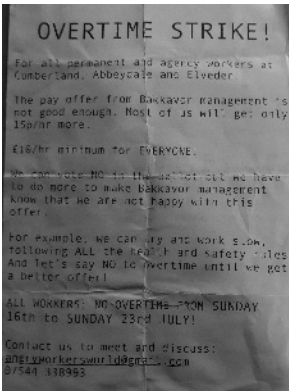 OVERTIME STRIKE!
For all permanent and agency workers at
Cumberland, Abbeydale and Elveder
The pay offer from Bakkavor management is
not good enough. Most of us will get only
15p/hr more.
£16/hr minimum for EVERYONE.
We can vote NO in the ballot but we have
to do more to make Bakkavor management
know that we are not happy with this
offer.
For example, we can try and work slow,
following ALL the health and safety rules
And let's say NO to overtime until we get
a better offer!
ALL WORKERS: NO OVERTIME FROM SUNDAY
16th to SUNDAY 23rd JULY!
Contact us to meet and discuss:
angryworkersworld@gmail.com
07544 338993